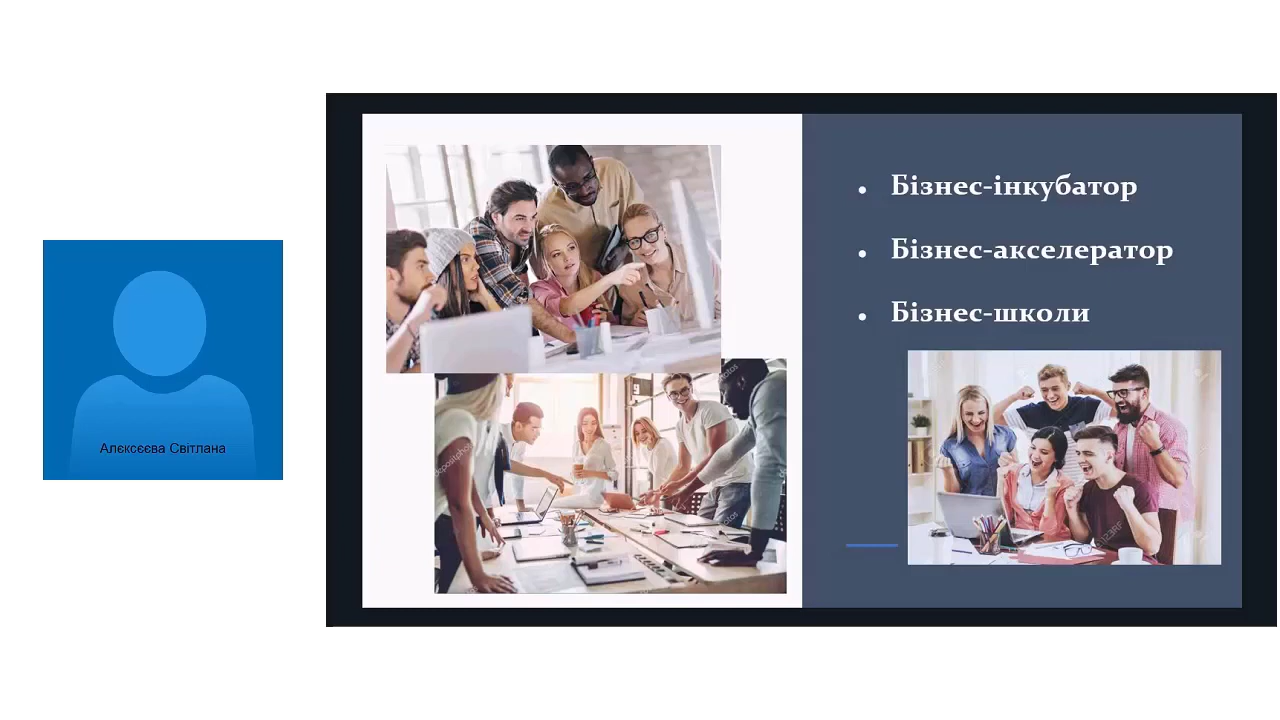 Алєксєєва Світлана
• Бізнес-інкубатор
• Бізнес-акселератор
• Бізнес-школи